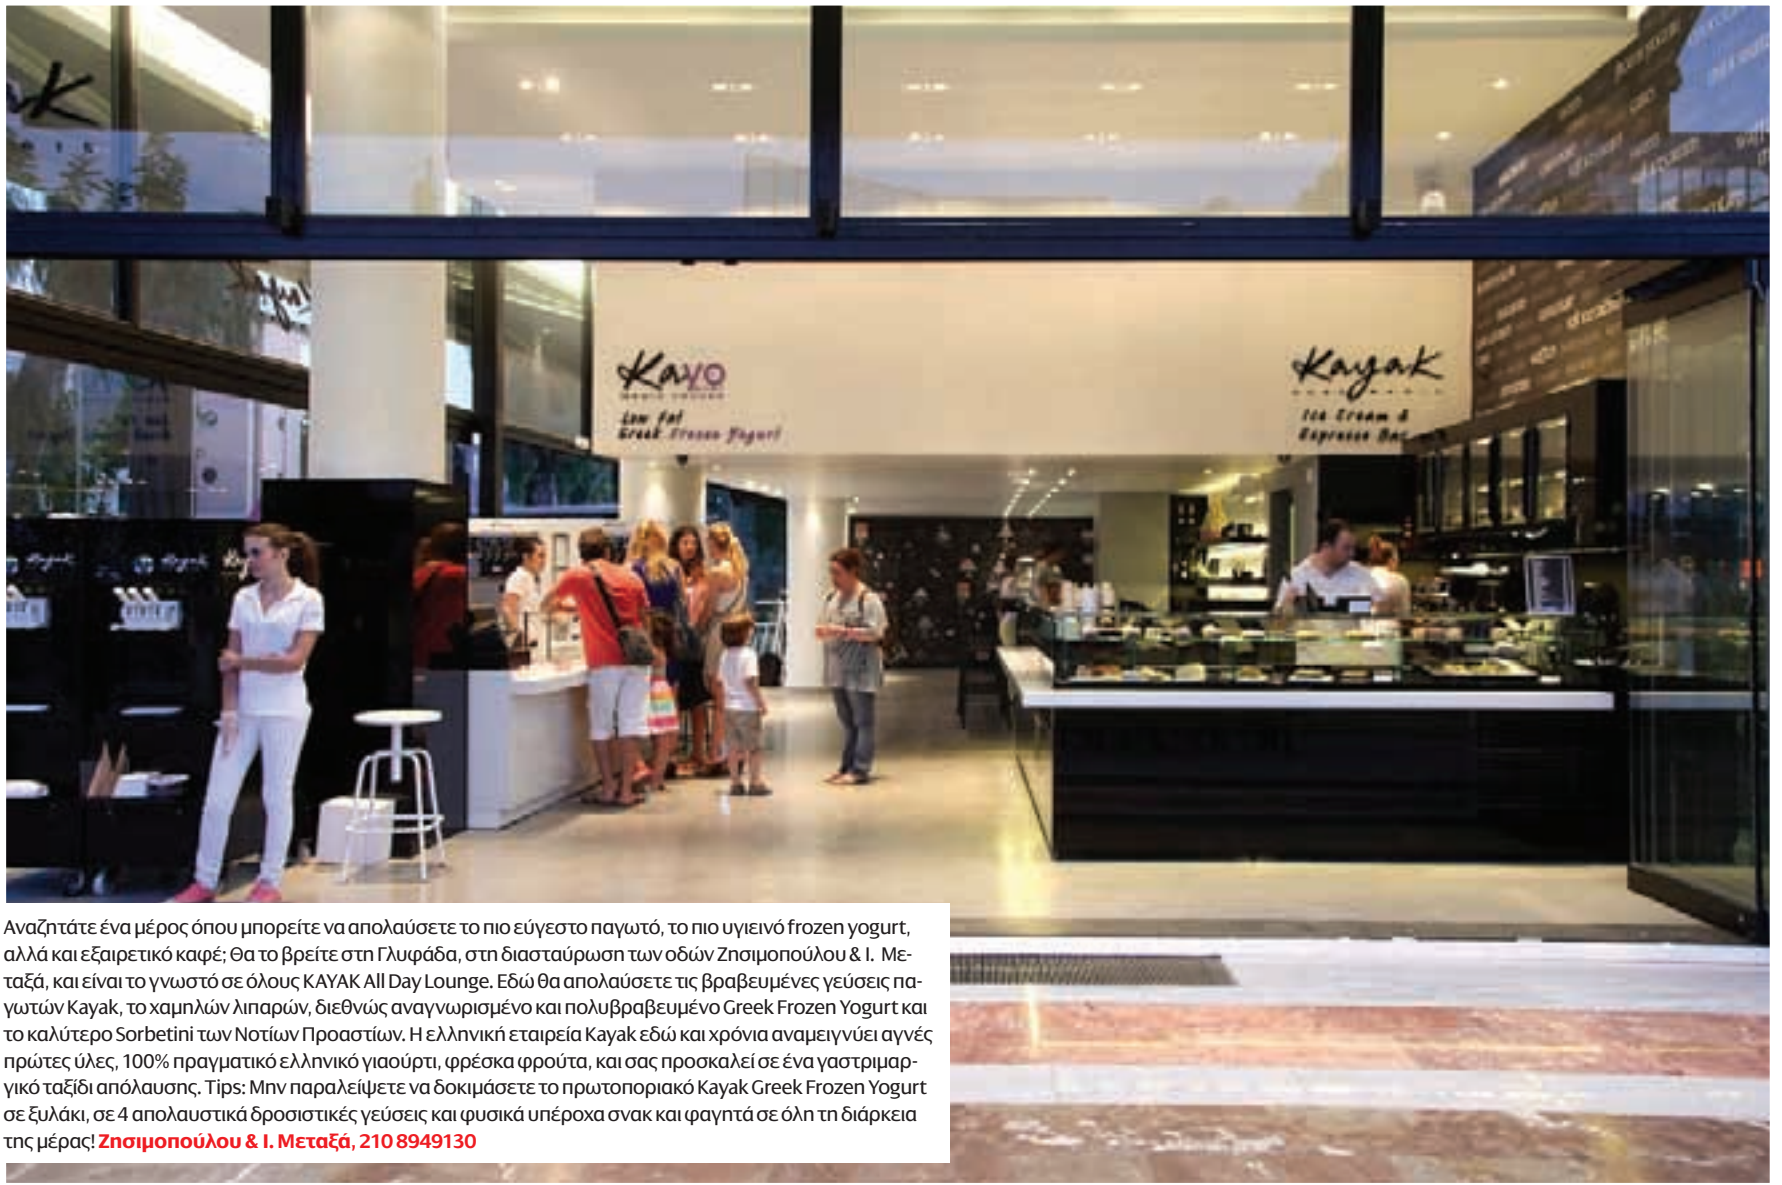 Kayo
Low Fat
Greek Frozen Yogurt
Kayak
Ice Cream &
Espresso Bar
Kayak
Kayak
Αναζητάτε ένα μέρος όπου μπορείτε να απολαύσετε το πιο εύγεστο παγωτό, το πιο υγιεινό frozen yogurt,
αλλά και εξαιρετικό καφέ; Θα το βρείτε στη Γλυφάδα, στη διασταύρωση των οδών Ζησιμοπούλου & Ι. Με-
ταξά, και είναι το γνωστό σε όλους KAYAK All Day Lounge. Εδώ θα απολαύσετε τις βραβευμένες γεύσεις πα-
γωτών Kayak, το χαμηλών λιπαρών, διεθνώς αναγνωρισμένο και πολυβραβευμένο Greek Frozen Yogurt και
το καλύτερο Sorbetini των Νοτίων Προαστίων. Η ελληνική εταιρεία Kayak εδώ και χρόνια αναμειγνύει αγνές
πρώτες ύλες, 100% πραγματικό ελληνικό γιαούρτι, φρέσκα φρούτα, και σας προσκαλεί σε ένα γαστριμαρ-
γικό ταξίδι απόλαυσης. Tips: Μην παραλείψετε να δοκιμάσετε το πρωτοποριακό Kayak Greek Frozen Yogurt
σε ξυλάκι, σε 4 απολαυστικά δροσιστικές γεύσεις και φυσικά υπέροχα σνακ και φαγητά σε όλη τη διάρκεια
της μέρας! Ζησιμοπούλου & Ι. Μεταξά, 210 8949130